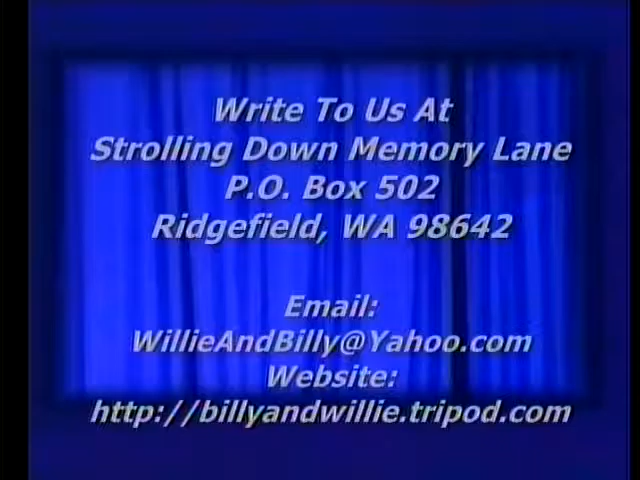 Write To Us At
Strolling Down Memory Lane
P.O. Box 502
Ridgefield, WA 98642
Email:
WillieAndBilly@Yahoo.com
Website:
http://billyandwillie.tripod.com